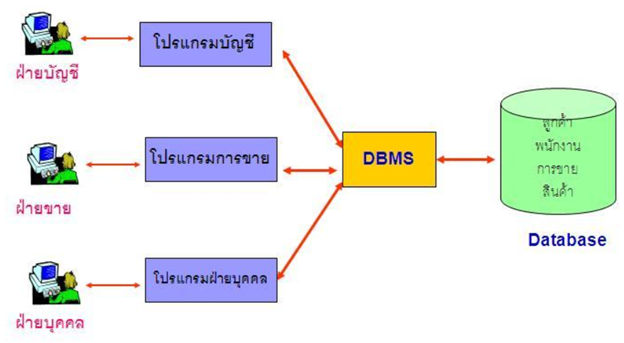 โปรแกรมบัญชี
ฝ่ายบัญชี
โปรแกรมการขาย
ฝ่ายขาย
โปรแกรมฝ่ายบุคคล
ฝ่ายบุคคล
DBMS
ลูกค้า
พนักงาน
การขาย
สินค้า
Database